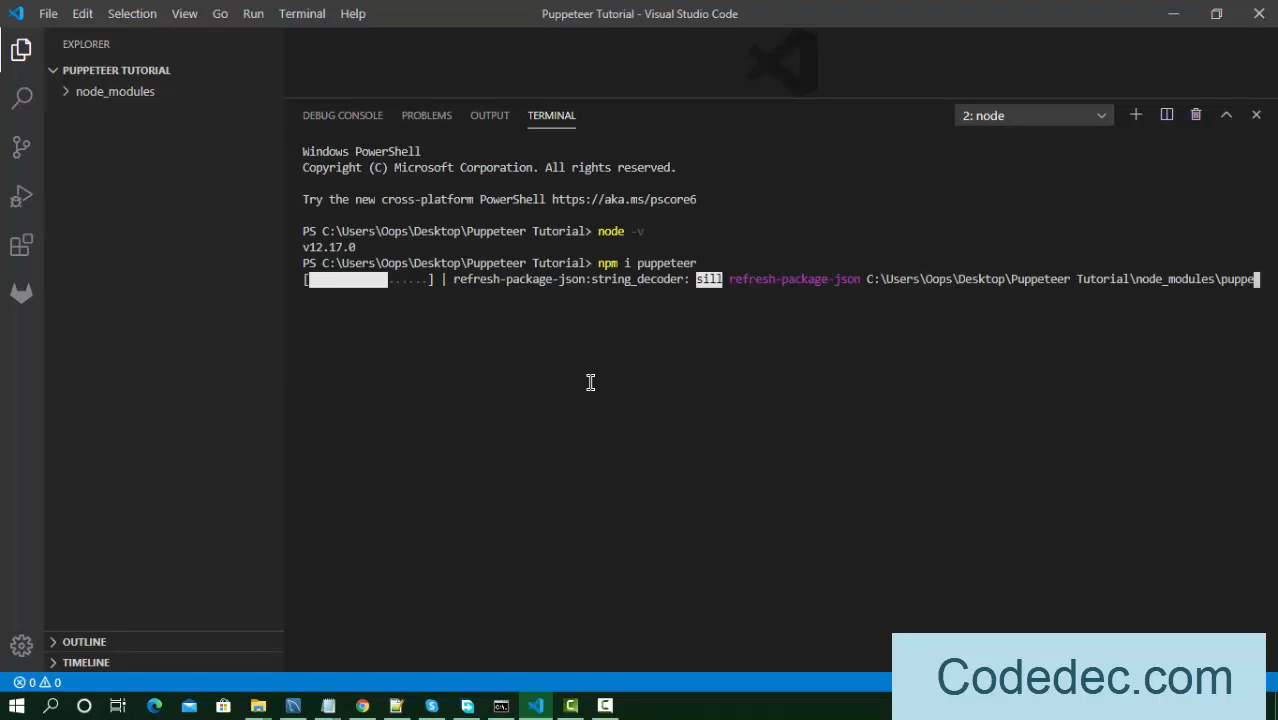 File Edit Selection View Go Run Terminal Help
Puppeteer Tutorial - Visual Studio Code
EXPLORER
PUPPETEER TUTORIAL
node_modules
DEBUG CONSOLE PROBLEMS OUTPUT TERMINAL
2: node
Windows PowerShell
Copyright (C) Microsoft Corporation. All rights reserved.
Try the new cross-platform PowerShell https://aka.ms/pscore6
PS C:\Users\Oops\Desktop\Puppeteer Tutorial> node -v
v12.17.0
PS C:\Users\Oops\Desktop\Puppeteer Tutorial> npm i puppeteer
[ ......] | refresh-package-json:string_decoder: sill refresh-package-json C:\Users\Oops\Desktop\Puppeteer Tutorial\node_modules\puppe
OUTLINE
TIMELINE
0 0
Codedec.com